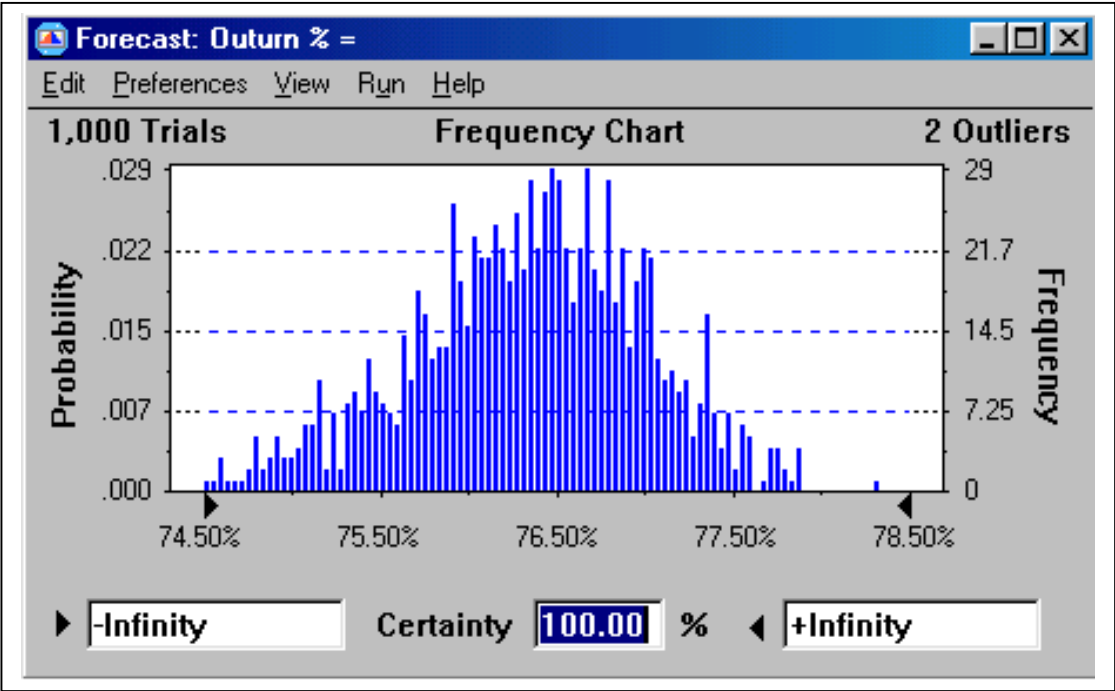 Forecast: Outurn % =
Edit Preferences View Run Help
1,000 Trials Frequency Chart 2 Outliers
.029 29
.022 21.7
.015 14.5
.007 7.25
.000 0
Probability
Frequency
74.50% 75.50% 76.50% 77.50% 78.50%
-Infinity Certainty 100.00 % +Infinity